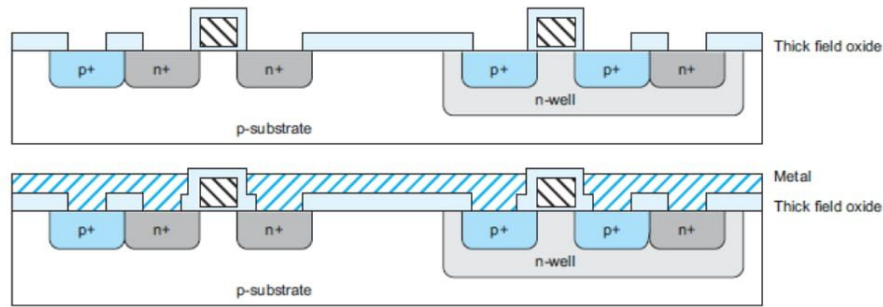 Thick field oxide
p+ n+ n+ p+ p+ n+
n-well
p-substrate
Metal
Thick field oxide
p+ n+ n+ p+ p+ n+
n-well
p-substrate